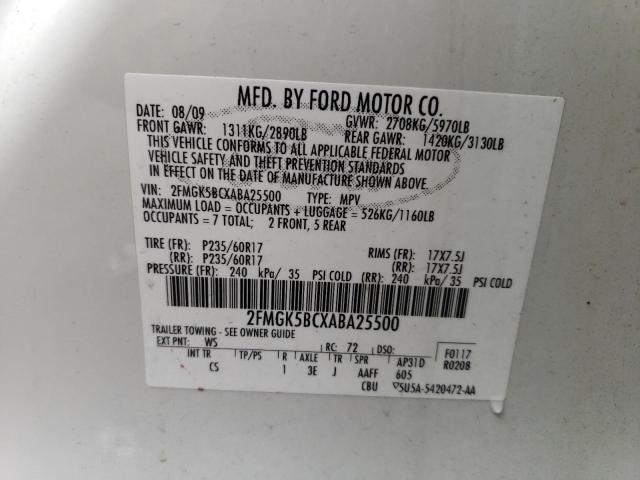 MFD. BY FORD MOTOR CO.
DATE: 08/09 GVWR: 2708KG/5970LB
FRONT GAWR: 1311KG/2890LB REAR GAWR: 1420KG/3130LB
THIS VEHICLE CONFORMS TO ALL APPLICABLE FEDERAL MOTOR
VEHICLE SAFETY AND THEFT PREVENTION STANDARDS
IN EFFECT ON THE DATE OF MANUFACTURE SHOWN ABOVE.
VIN: 2FMGK5BCXABA25500 TYPE: MPV
MAXIMUM LOAD = OCCUPANTS + LUGGAGE = 526KG/1160LB
OCCUPANTS = 7 TOTAL; 2 FRONT, 5 REAR
TIRE (FR): P235/60R17 RIMS (FR): 17X7.5J
(RR): P235/60R17 (RR): 17X7.5J
PRESSURE (FR): 240 kPa/ 35 PSI COLD (RR): 240 kPa/ 35 PSI COLD
2FMGK5BCXABA25500
TRAILER TOWING - SEE OWNER GUIDE
EXT PNT: WS RC: 72 DSO: F0117
INT TR TP/PS R AXLE TR SPR AP31D R0208
CS 1 3E J AAFF 605
CBU 5U5A-5420472-AA